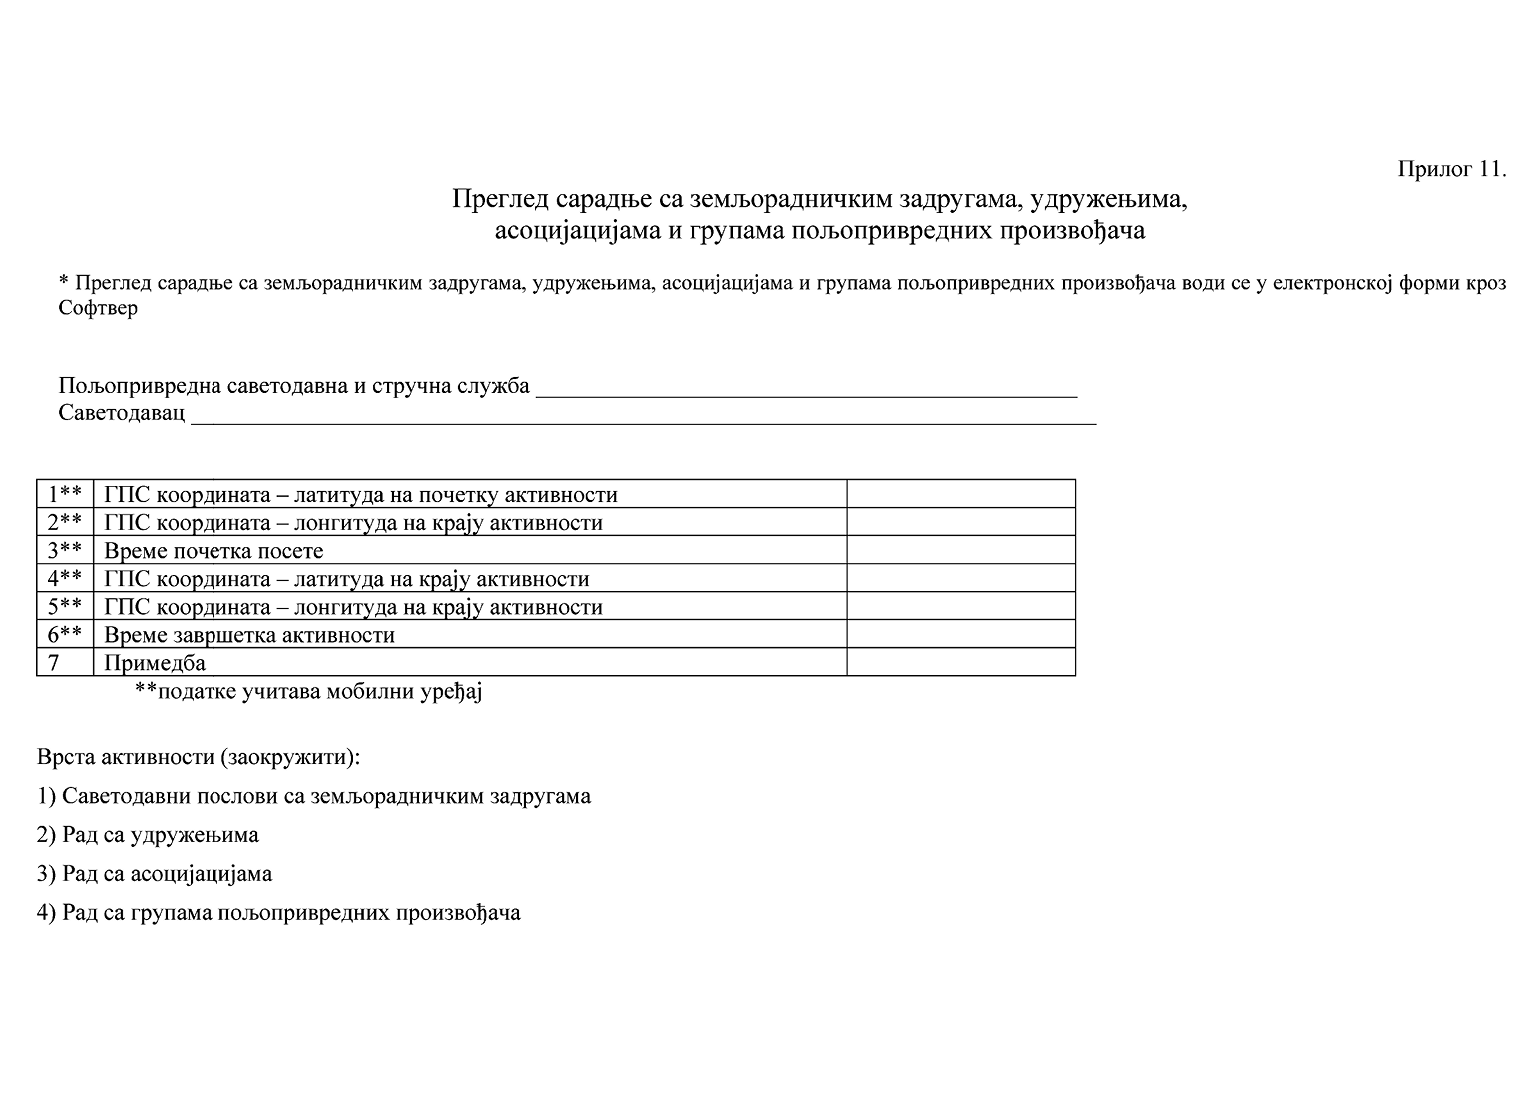 Прилог 11.
Преглед сарадње са земљорадничким задругама, удружењима,
асоцијацијама и групама пољопривредних произвођача
* Преглед сарадње са земљорадничким задругама, удружењима, асоцијацијама и групама пољопривредних произвођача води се у електронској форми кроз
Софтвер
Пољопривредна саветодавна и стручна служба
Саветодавац
1** ГПС координата – латитуда на почетку активности
2** ГПС координата – лонгитуда на крају активности
3** Време почетка посете
4** ГПС координата – латитуда на крају активности
5** ГПС координата – лонгитуда на крају активности
6** Време завршетка активности
7 Примедба
**податке учитава мобилни уређај
Врста активности (заокружити):
1) Саветодавни послови са земљорадничким задругама
2) Рад са удружењима
3) Рад са асоцијацијама
4) Рад са групама пољопривредних произвођача